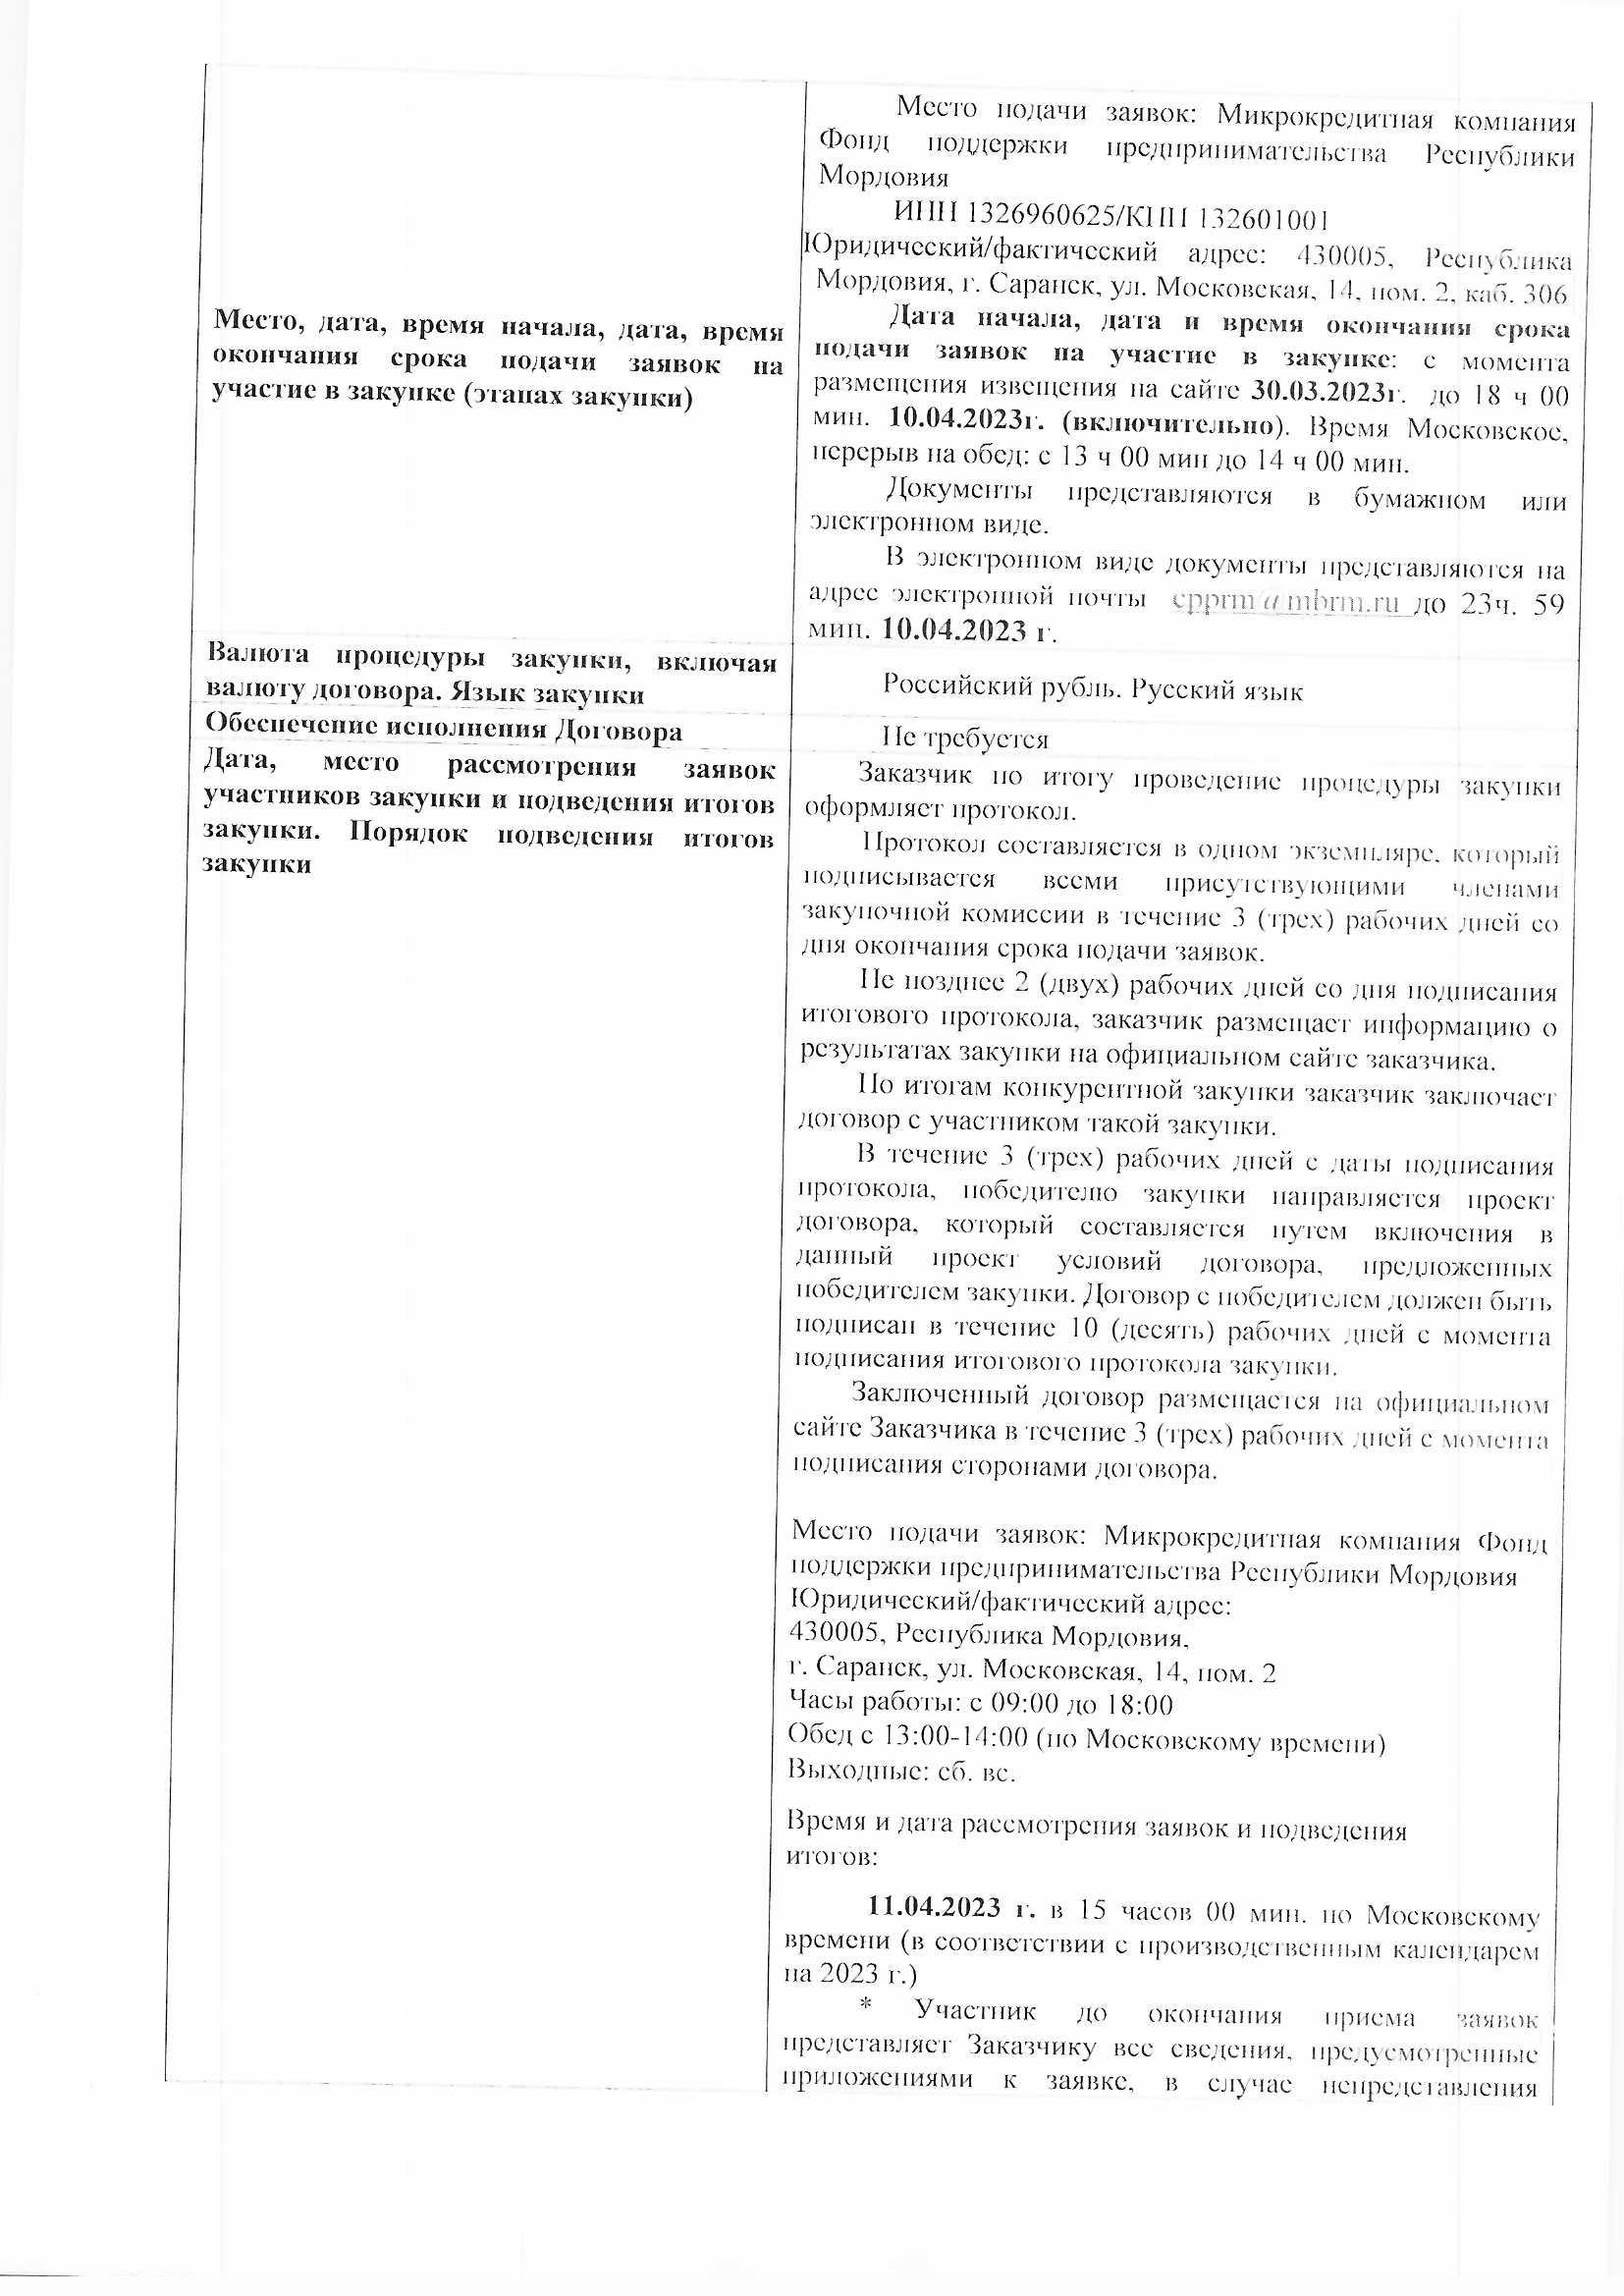 Место подачи заявок: Микрокредитная компания
Фонд поддержки предпринимательства Республики
Мордовия
ИНН 1326960625/КПП 132601001
Юридический/фактический адрес: 430005, Республика
Мордовия, г. Саранск, ул. Московская, 14, пом. 2, каб. 306
Место, дата, время начала, дата, время
окончания срока подачи заявок на
участие в закупке (этапах закупки)
Дата начала, дата и время окончания срока
подачи заявок на участие в закупке: с момента
размещения извещения на сайте 30.03.2023г. до 18 ч 00
мин. 10.04.2023г. (включительно). Время Московское,
перерыв на обед: с 13 ч 00 мин до 14 ч 00 мин.
Документы представляются в бумажном или
электронном виде.
В электронном виде документы представляются на
адрес электронной почты cpprm@mbrm.ru до 23ч. 59
мин. 10.04.2023 г.
Валюта процедуры закупки, включая
валюту договора. Язык закупки
Российский рубль. Русский язык
Обеспечение исполнения Договора
Не требуется
Дата, место рассмотрения заявок
участников закупки и подведения итогов
закупки. Порядок подведения итогов
закупки
Заказчик по итогу проведение процедуры закупки
оформляет протокол.
Протокол составляется в одном экземпляре, который
подписывается всеми присутствующими членами
закупочной комиссии в течение 3 (трех) рабочих дней со
дня окончания срока подачи заявок.
Не позднее 2 (двух) рабочих дней со дня подписания
итогового протокола, заказчик размещает информацию о
результатах закупки на официальном сайте заказчика.
По итогам конкурентной закупки заказчик заключает
договор с участником такой закупки.
В течение 3 (трех) рабочих дней с даты подписания
протокола, победителю закупки направляется проект
договора, который составляется путем включения в
данный проект условий договора, предложенных
победителем закупки. Договор с победителем должен быть
подписан в течение 10 (десять) рабочих дней с момента
подписания итогового протокола закупки.
Заключенный договор размещается на официальном
сайте Заказчика в течение 3 (трех) рабочих дней с момента
подписания сторонами договора.
Место подачи заявок: Микрокредитная компания Фонд
поддержки предпринимательства Республики Мордовия
Юридический/фактический адрес:
430005, Республика Мордовия,
г. Саранск, ул. Московская, 14, пом. 2
Часы работы: с 09:00 до 18:00
Обед с 13:00-14:00 (по Московскому времени)
Выходные: сб. вс.
Время и дата рассмотрения заявок и подведения
итогов:
11.04.2023 г. в 15 часов 00 мин. по Московскому
времени (в соответствии с производственным календарем
на 2023 г.)
* Участник до окончания приема заявок
представляет Заказчику все сведения, предусмотренные
приложениями к заявке, в случае непредставления